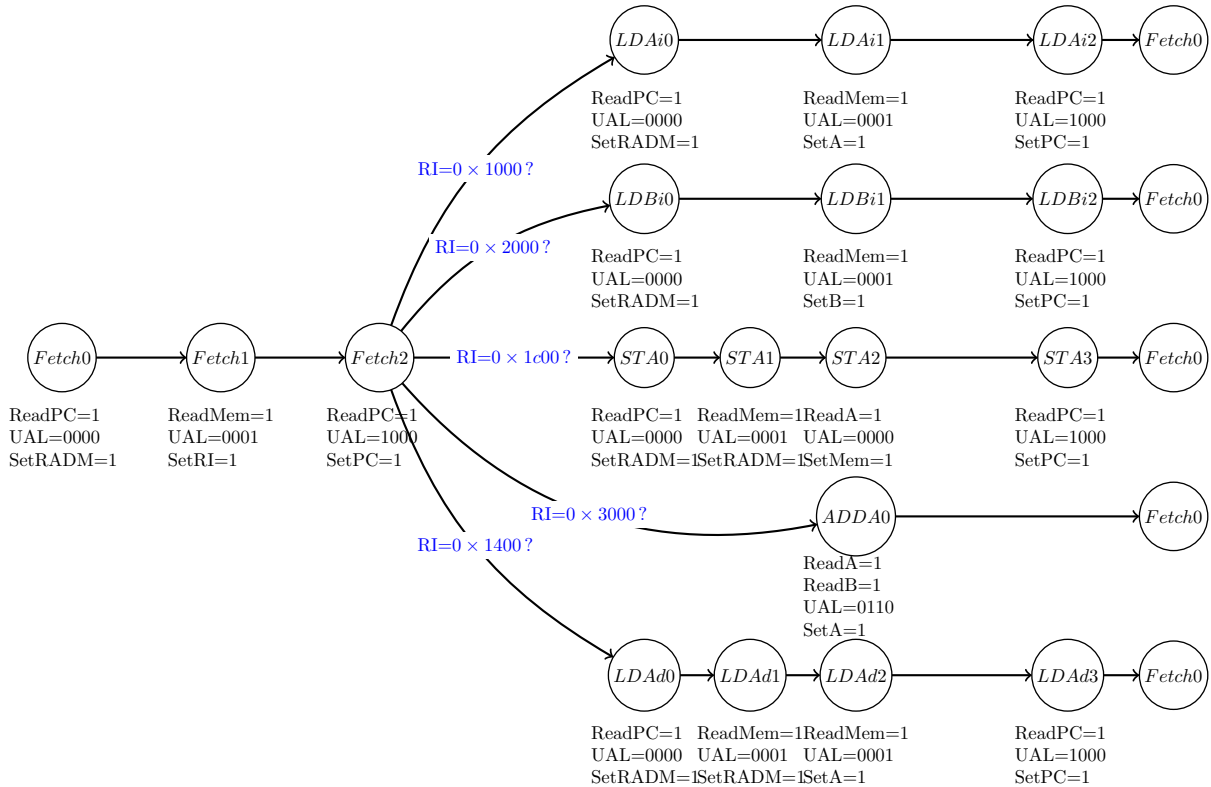 LDAi0
LDAi1
LDAi2
Fetch0
ReadPC=1
UAL=0000
SetRADM=1
ReadMem=1
UAL=0001
SetA=1
ReadPC=1
UAL=1000
SetPC=1
RI=0 × 1000 ?
LDBi0
LDBi1
LDBi2
Fetch0
RI=0 × 2000 ?
ReadPC=1
UAL=0000
SetRADM=1
ReadMem=1
UAL=0001
SetB=1
ReadPC=1
UAL=1000
SetPC=1
Fetch0
Fetch1
Fetch2
RI=0 × 1c00 ?
STA0
STA1
STA2
STA3
Fetch0
ReadPC=1
UAL=0000
SetRADM=1
ReadMem=1
UAL=0001
SetRI=1
ReadPC=1
UAL=1000
SetPC=1
ReadPC=1
UAL=0000
SetRADM=1
ReadMem=1
UAL=0001
SetRADM=1
ReadA=1
UAL=0000
SetMem=1
ReadPC=1
UAL=1000
SetPC=1
RI=0 × 3000 ?
ADDA0
Fetch0
RI=0 × 1400 ?
ReadA=1
ReadB=1
UAL=0110
SetA=1
LDAd0
LDAd1
LDAd2
LDAd3
Fetch0
ReadPC=1
UAL=0000
SetRADM=1
ReadMem=1
UAL=0001
SetRADM=1
ReadMem=1
UAL=0001
SetA=1
ReadPC=1
UAL=1000
SetPC=1